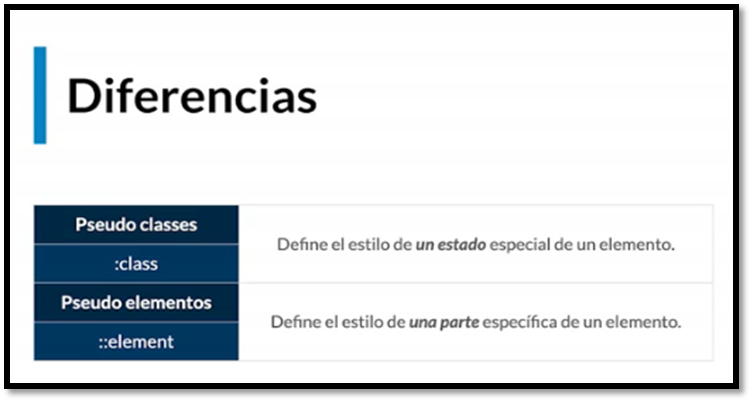 Diferencias
Pseudo classes
:class
Define el estilo de un estado especial de un elemento.
Pseudo elementos
::element
Define el estilo de una parte específica de un elemento.